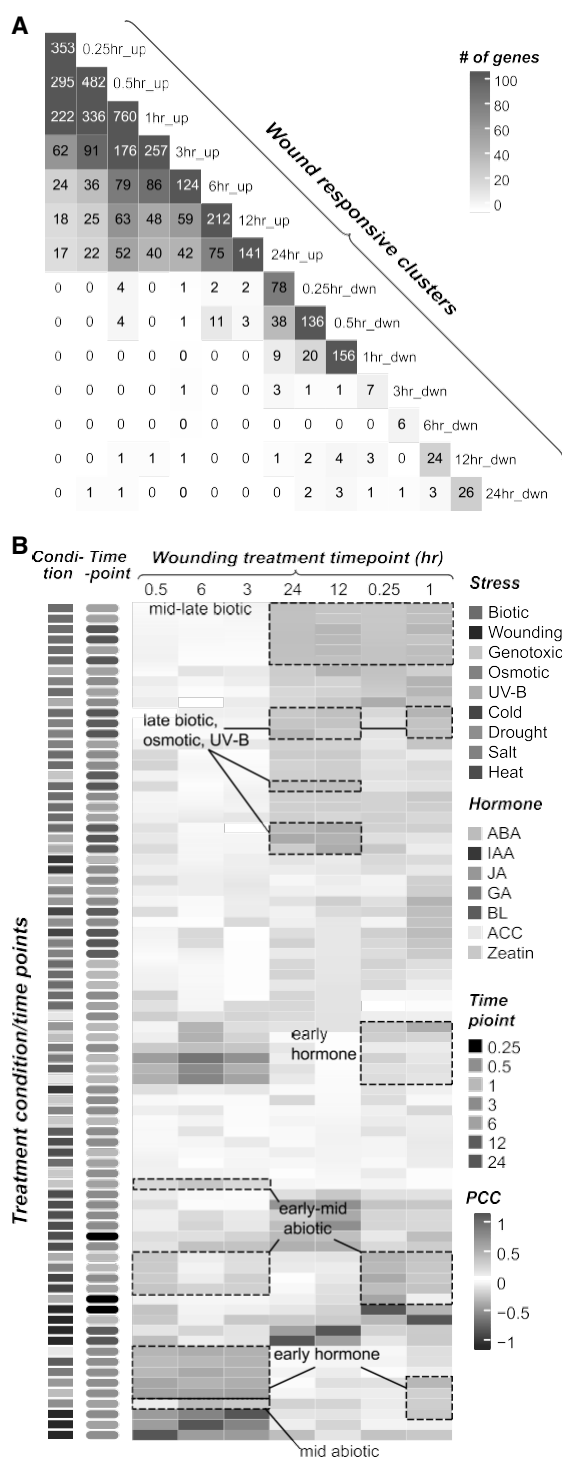 A
353 0.25hr_up
295 482 0.5hr_up
222 336 760 1hr_up
62 91 176 257 3hr_up
24 36 79 86 124 6hr_up
18 25 63 48 59 212 12hr_up
17 22 52 40 42 75 141 24hr_up
0 0 4 0 1 2 2 78 0.25hr_dwn
0 0 4 0 1 11 3 38 136 0.5hr_dwn
0 0 0 0 0 0 0 9 20 156 1hr_dwn
0 0 0 0 1 0 0 3 1 1 7 3hr_dwn
0 0 0 0 0 0 0 0 0 0 0 6 6hr_dwn
0 0 1 1 1 0 0 1 2 4 3 0 24 12hr_dwn
0 1 1 0 0 0 0 0 2 3 1 1 3 26 24hr_dwn
Wound responsive clusters
# of genes
100
80
60
40
20
0
B
Condi-
tion
Time
-point
Wounding treatment timepoint (hr)
0.5 6 3 24 12 0.25 1
mid-late biotic
late biotic,
osmotic, UV-B
early
hormone
early-mid
abiotic
early hormone
mid abiotic
Treatment condition/time points
Stress
Biotic
Wounding
Genotoxic
Osmotic
UV-B
Cold
Drought
Salt
Heat
Hormone
ABA
IAA
JA
GA
BL
ACC
Zeatin
Time
pioint
0.25
0.5
1
3
6
12
24
PCC
1
0.5
0
−0.5
−1